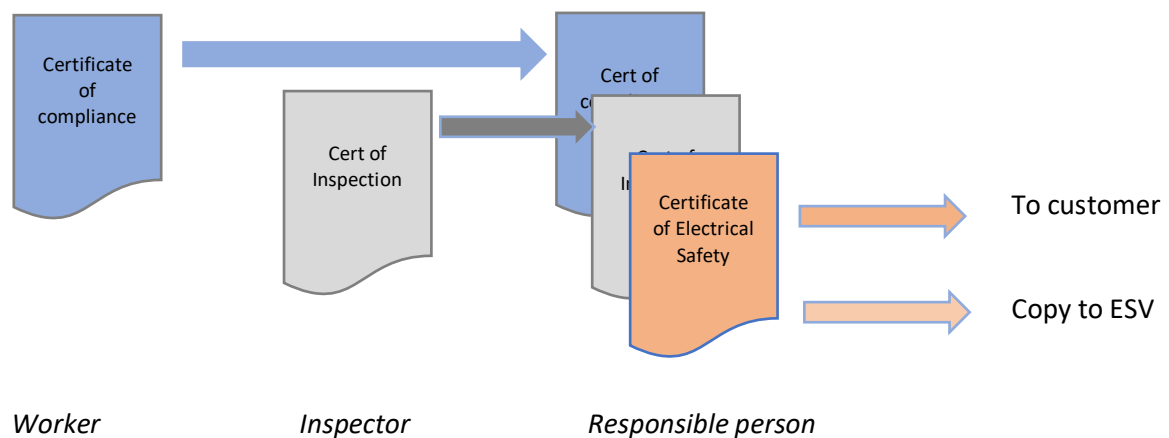 Certificate
of
compliance
Cert of
Cert of
Inspection
Certificate
of Electrical
Safety
To customer
Copy to ESV
Worker
Inspector
Responsible person